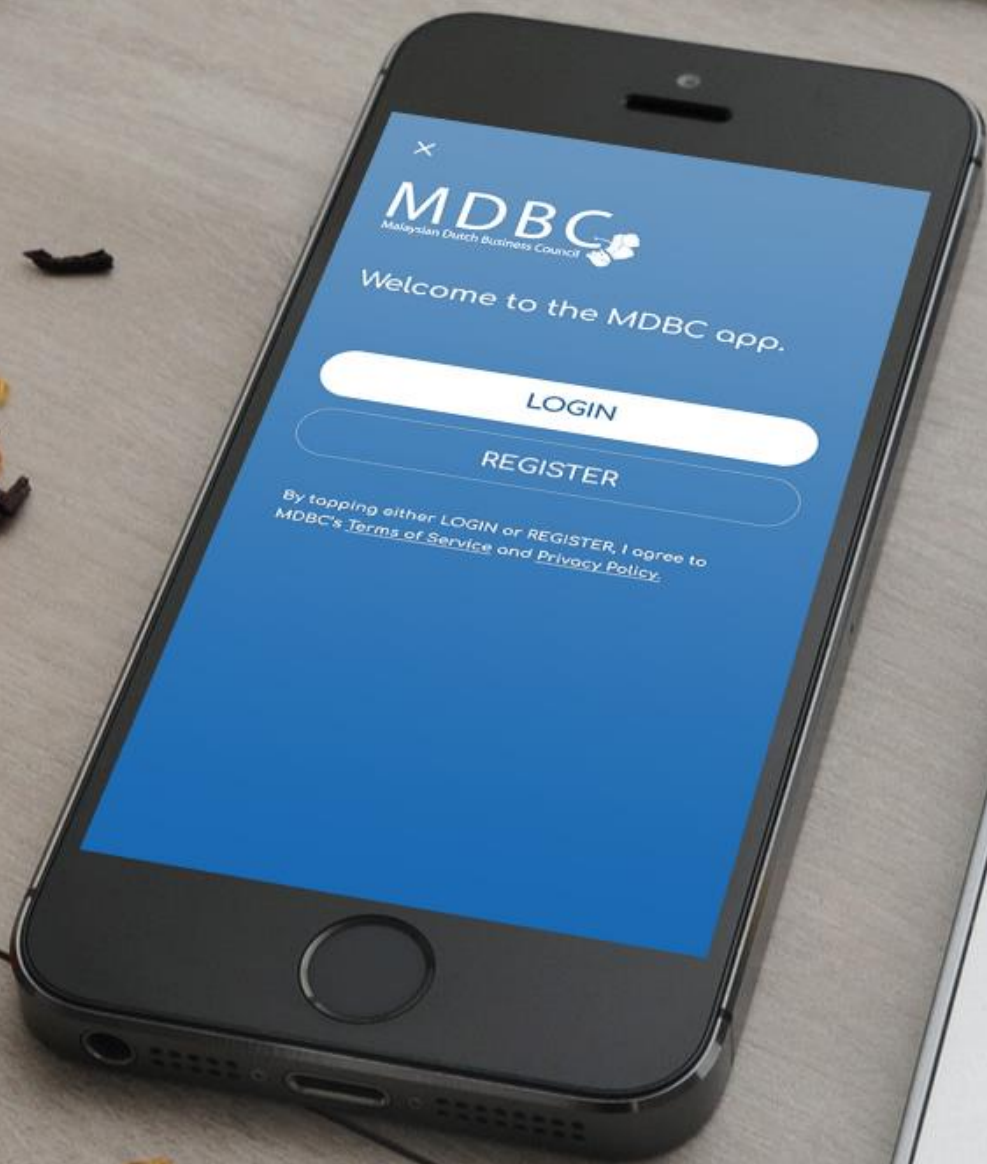 MDBC
Malaysian Dutch Business Council
Welcome to the MDBC app.
LOGIN
REGISTER
By tapping either LOGIN or REGISTER, I agree to
MDBC's Terms of Service and Privacy Policy.